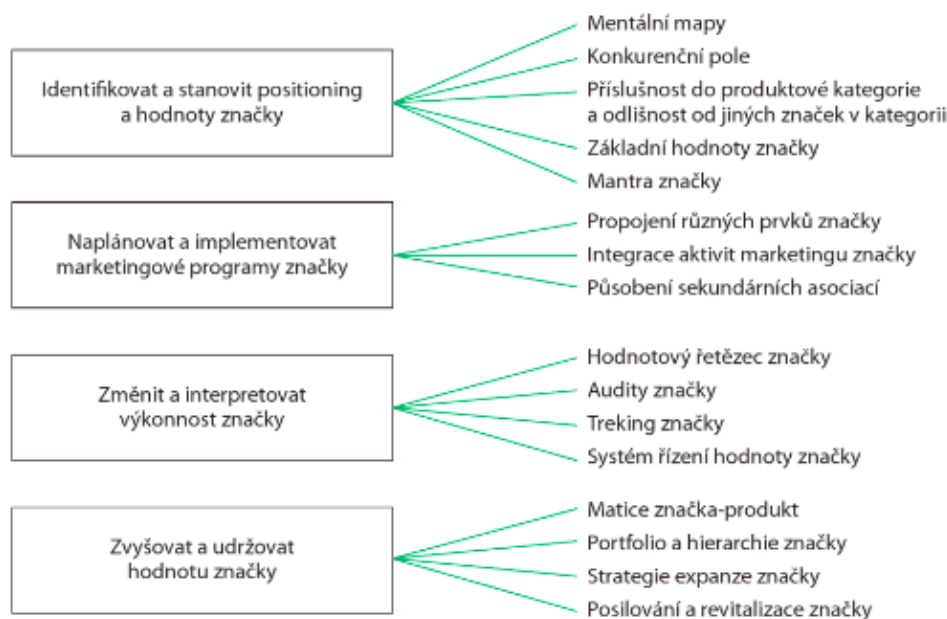 Identifikovat a stanovit positioning
a hodnoty značky
Mentální mapy
Konkurenční pole
Příslušnost do produktové kategorie
a odlišnost od jiných značek v kategorii
Základní hodnoty značky
Mantra značky
Naplánovat a implementovat
marketingové programy značky
Propojení různých prvků značky
Integrace aktivit marketingu značky
Působení sekundárních asociací
Změnit a interpretovat
výkonnost značky
Hodnotový řetězec značky
Audity značky
Treking značky
Systém řízení hodnoty značky
Zvyšovat a udržovat
hodnotu značky
Matice značka-produkt
Portfolio a hierarchie značky
Strategie expanze značky
Posilování a revitalizace značky